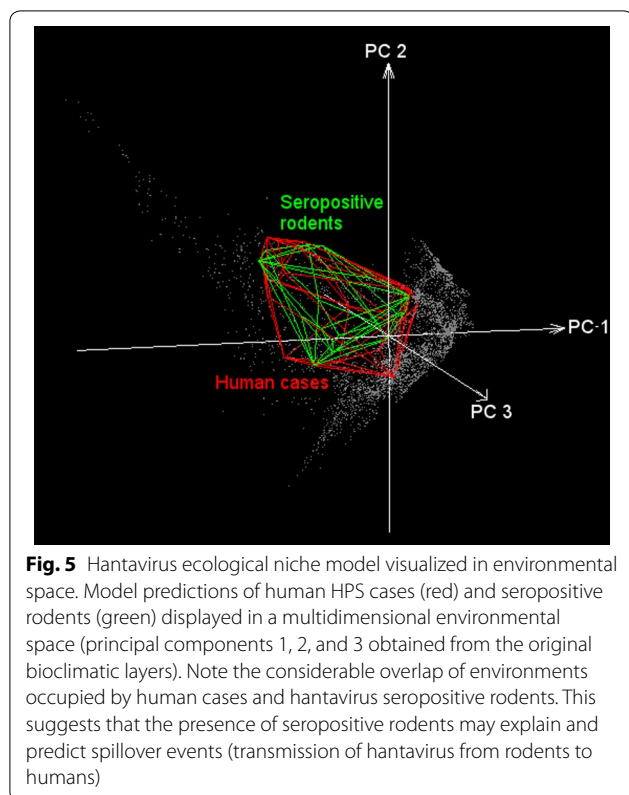 PC 2
Seropositive
rodents
PC-1
Human cases
PC 3
Fig. 5 Hantavirus ecological niche model visualized in environmental
space. Model predictions of human HPS cases (red) and seropositive
rodents (green) displayed in a multidimensional environmental
space (principal components 1, 2, and 3 obtained from the original
bioclimatic layers). Note the considerable overlap of environments
occupied by human cases and hantavirus seropositive rodents. This
suggests that the presence of seropositive rodents may explain and
predict spillover events (transmission of hantavirus from rodents to
humans)